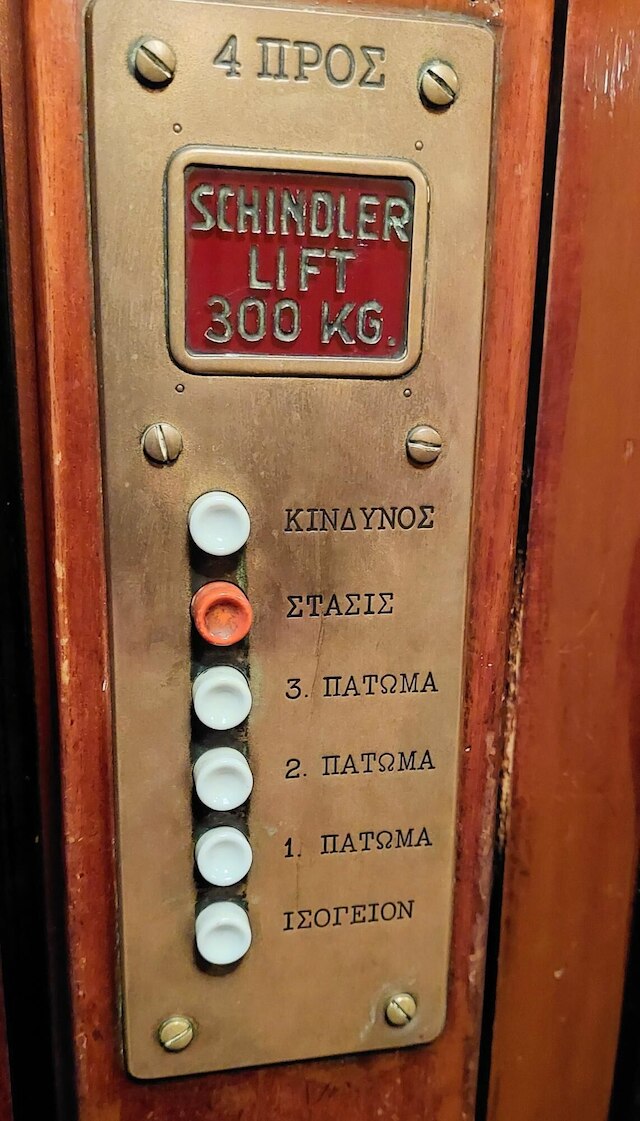 4 ΠΡΟΣ
SCHINDLER
LIFT
300 KG.
ΚΙΝΔΥΝΟΣ
ΣΤΑΣΙΣ
3. ΠΑΤΩΜΑ
2. ΠΑΤΩΜΑ
1. ΠΑΤΩΜΑ
ΙΣΟΓΕΙΟΝ